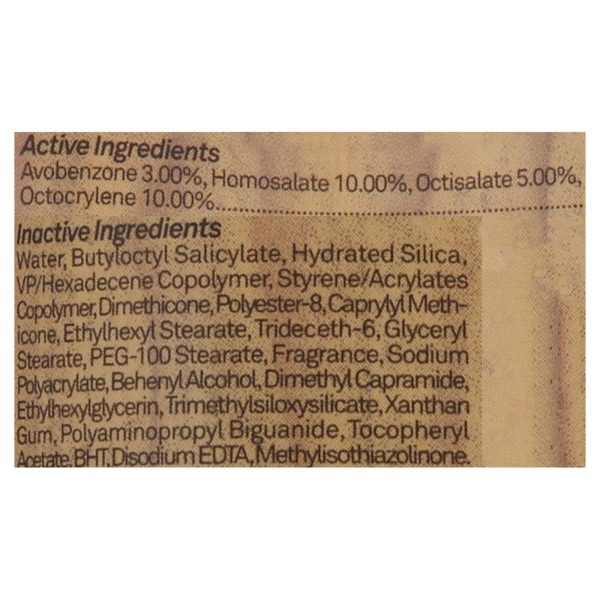 Active Ingredients
Avobenzone 3.00%, Homosalate 10.00%, Octisalate 5.00%,
Octocrylene 10.00%...............................................................
Inactive Ingredients
Water, Butyloctyl Salicylate, Hydrated Silica,
VP/Hexadecene Copolymer, Styrene/Acrylates
Copolymer, Dimethicone, Polyester-8, Caprylyl Meth-
icone, Ethylhexyl Stearate, Trideceth-6, Glyceryl
Stearate, PEG-100 Stearate, Fragrance, Sodium
Polyacrylate, Behenyl Alcohol, Dimethyl Capramide,
Ethylhexylglycerin, Trimethylsiloxysilicate, Xanthan
Gum, Polyaminopropyl Biguanide, Tocopheryl
Acetate, BHT, Disodium EDTA, Methylisothiazolinone.